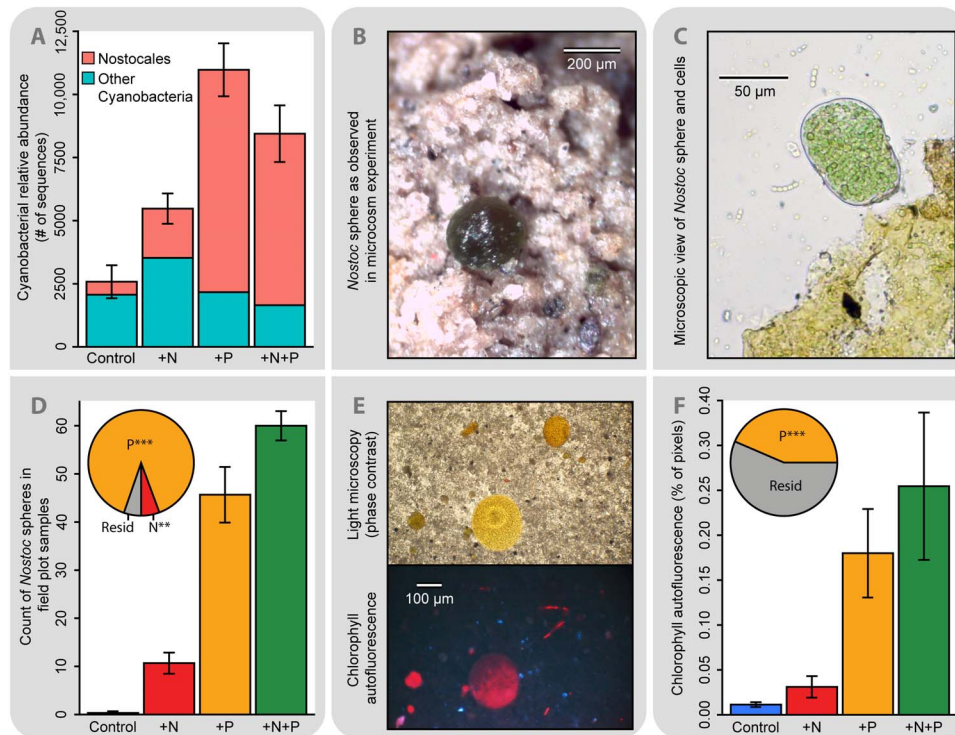 A
Cyanobacterial relative abundance
(# of sequences)
12,500
10,000
7,500
5000
2500
0
Nostocales
Other
Cyanobacteria
Control
+N
+P
+N+P
B
Nostoc sphere as observed
in microcosm experiment
200 µm
C
Microscopic view of Nostoc sphere and cells
50 µm
D
Count of Nostoc spheres in
field plot samples
60
50
40
30
20
10
0
P***
Resid
N**
Control
+N
+P
+N+P
E
Light microscopy
(phase contrast)
Chlorophyll
autofluorescence
100 µm
F
Chlorophyll autofluorescence (% of pixels)
0.40
0.30
0.25
0.20
0.15
0.10
0.05
0.00
P***
Resid
Control
+N
+P
+N+P